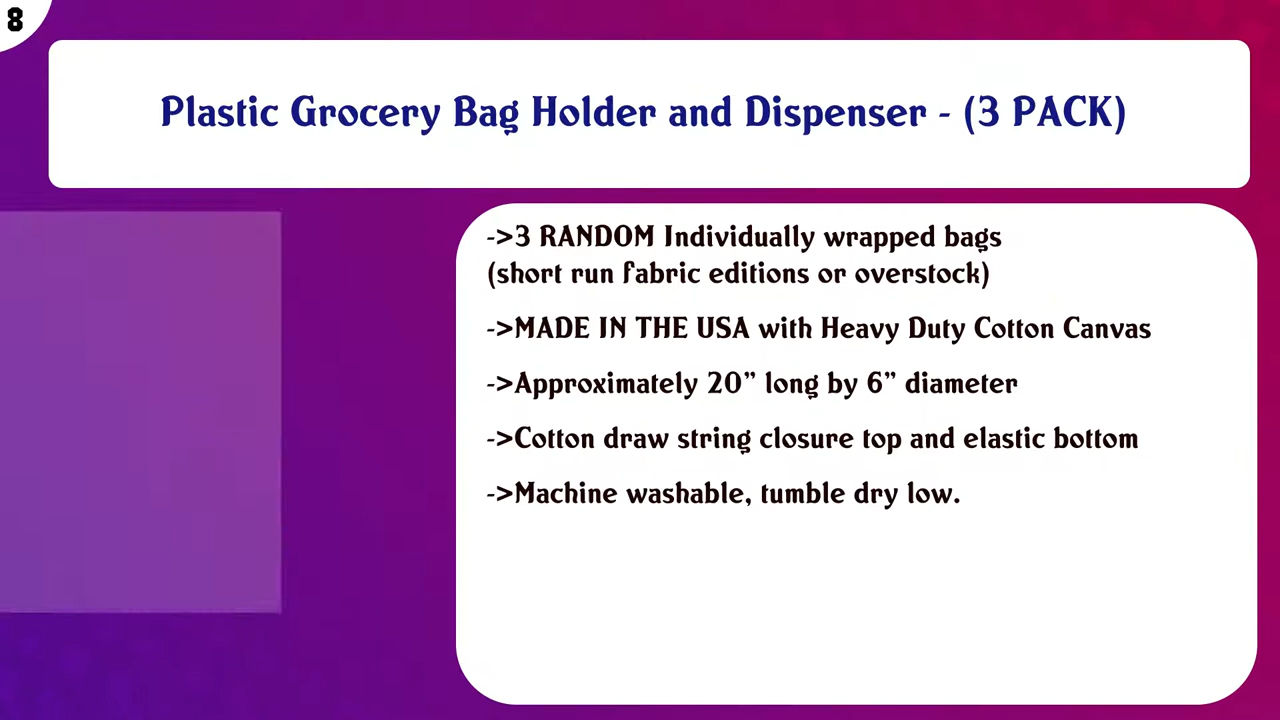 8
Plastic Grocery Bag Holder and Dispenser - (3 PACK)
->3 RANDOM Individually wrapped bags
(short run fabric editions or overstock)
->MADE IN THE USA with Heavy Duty Cotton Canvas
->Approximately 20” long by 6” diameter
->Cotton draw string closure top and elastic bottom
->Machine washable, tumble dry low.